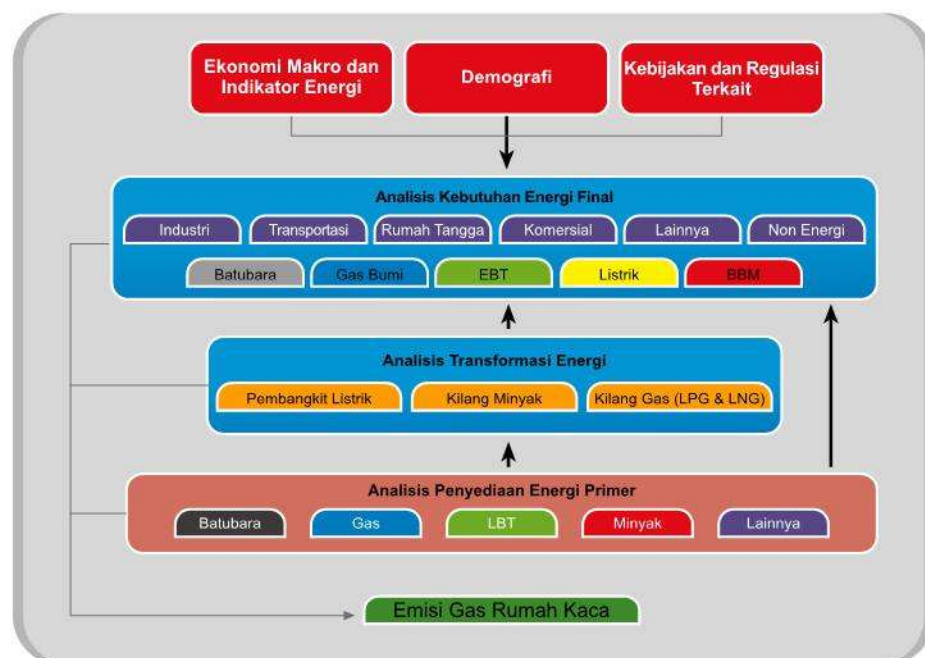 Ekonomi Makro dan
Indikator Energi
Demografi
Kebijakan dan Regulasi
Terkait
Analisis Kebutuhan Energi Final
Industri
Transportasi
Rumah Tangga
Komersial
Lainnya
Non Energi
Batubara
Gas Bumi
EBT
Listrik
BBM
Analisis Transformasi Energi
Pembangkit Listrik
Kilang Minyak
Kilang Gas (LPG & LNG)
Analisis Penyediaan Energi Primer
Batubara
Gas
LBT
Minyak
Lainnya
Emisi Gas Rumah Kaca